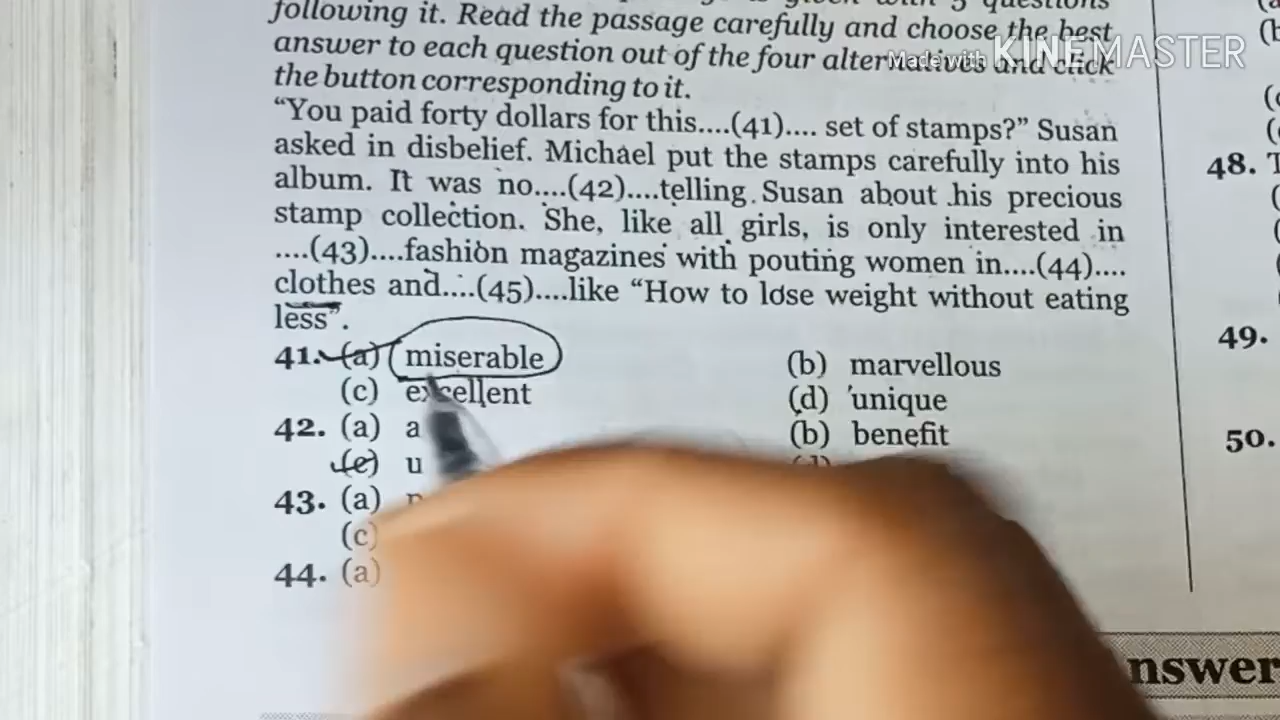 following it. Read the passage carefully and choose the best
answer to each question out of the four alternatives and click
the button corresponding to it.
Made with KINEMASTER
“You paid forty dollars for this....(41).... set of stamps?” Susan
asked in disbelief. Michael put the stamps carefully into his
album. It was no....(42)....telling Susan about his precious
stamp collection. She, like all girls, is only interested in
....(43)....fashion magazines with pouting women in....(44)....
clothes and....(45)....like “How to lose weight without eating
less”.
41. (a) miserable (b) marvellous
(c) excellent (d) unique
42. (a) a (b) benefit
(c) u
43. (a)
(c)
44. (a)
48.
49.
50.
nswer